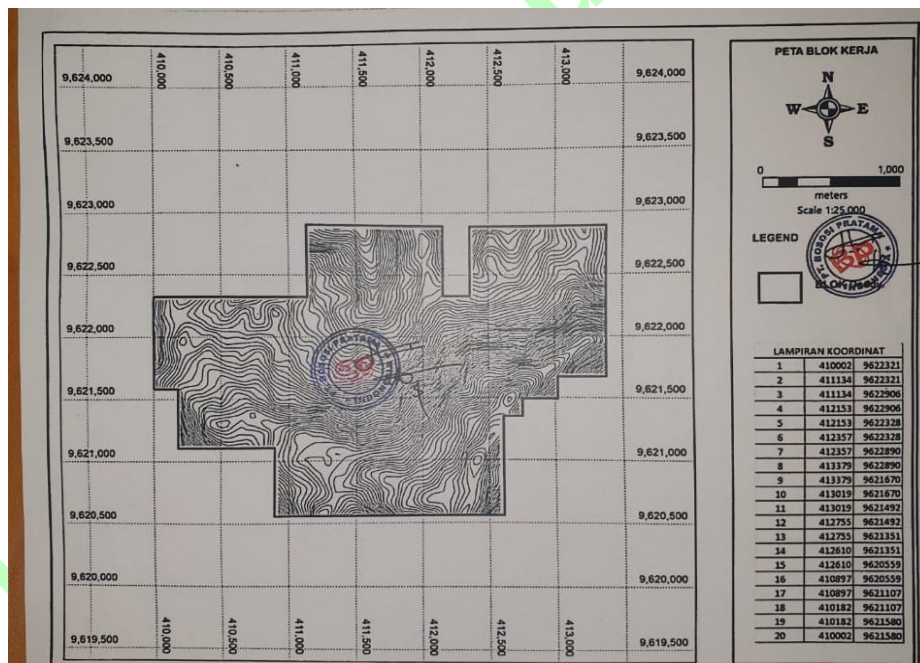 410,000 410,500 411,000 411,500 412,000 412,500 413,000
9,624,000 9,624,000
9,623,500 9,623,500
9,623,000 9,623,000
9,622,500 9,622,500
9,622,000 9,622,000
9,621,500 9,621,500
9,621,000 9,621,000
9,620,500 9,620,500
9,620,000 9,620,000
9,619,500 9,619,500
410,000 410,500 411,000 411,500 412,000 412,500 413,000
PETA BLOK KERJA
N
W E
S
0 1,000
meters
Scale 1:25 000
LEGEND
PT. BOSOSI PRATAMA
BLOK
LAMPIRAN KOORDINAT
1 410002 9622321
2 411134 9622321
3 411134 9622906
4 412153 9622906
5 412153 9622328
6 412357 9622328
7 412357 9622890
8 413379 9622890
9 413379 9621670
10 413019 9621670
11 413019 9621492
12 412755 9621492
13 412755 9621351
14 412610 9621351
15 412610 9620559
16 410897 9620559
17 410897 9621107
18 410182 9621107
19 410182 9621580
20 410002 9621580